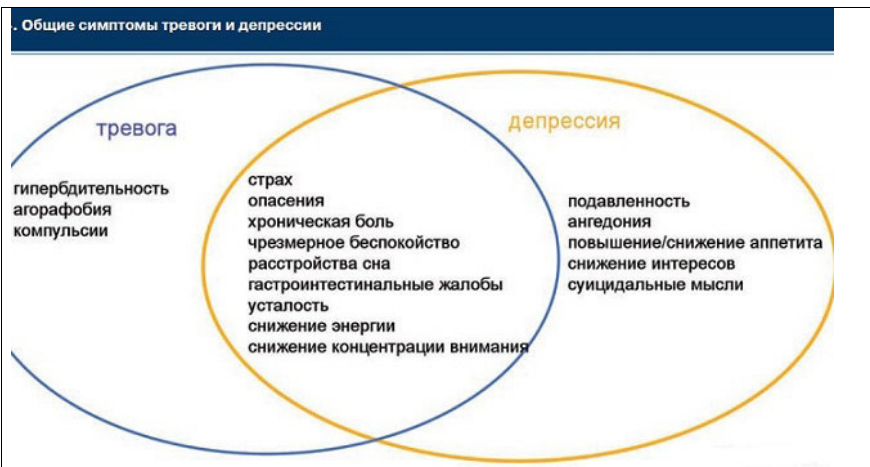 . Общие симптомы тревоги и депрессии
тревога
депрессия
гипербдительность
агорафобия
компульсии
страх
опасения
хроническая боль
чрезмерное беспокойство
расстройства сна
гастроинтестинальные жалобы
усталость
снижение энергии
снижение концентрации внимания
подавленность
ангедония
повышение/снижение аппетита
снижение интересов
суицидальные мысли